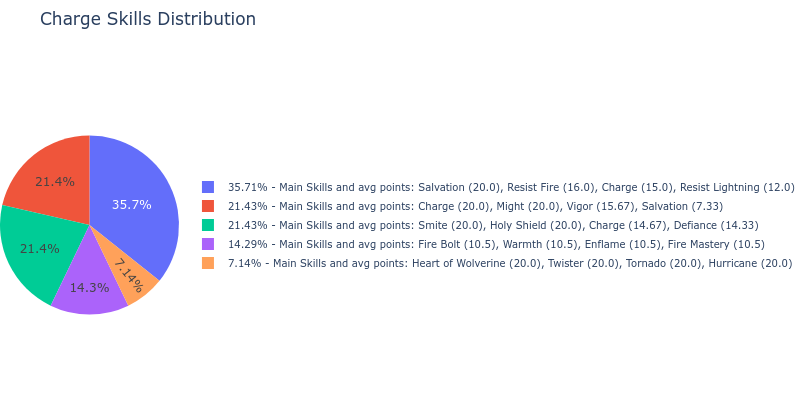 Charge Skills Distribution
21.4%
35.7%
21.4%
7.14%
14.3%
35.71% - Main Skills and avg points: Salvation (20.0), Resist Fire (16.0), Charge (15.0), Resist Lightning (12.0)
21.43% - Main Skills and avg points: Charge (20.0), Might (20.0), Vigor (15.67), Salvation (7.33)
21.43% - Main Skills and avg points: Smite (20.0), Holy Shield (20.0), Charge (14.67), Defiance (14.33)
14.29% - Main Skills and avg points: Fire Bolt (10.5), Warmth (10.5), Enflame (10.5), Fire Mastery (10.5)
7.14% - Main Skills and avg points: Heart of Wolverine (20.0), Twister (20.0), Tornado (20.0), Hurricane (20.0)